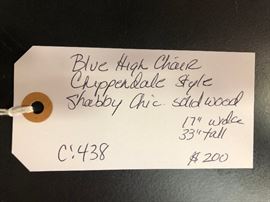 Blue High Chair
Chippendale Style
Shabby Chic. solid wood
17" wide
33" tall
C:438
$200